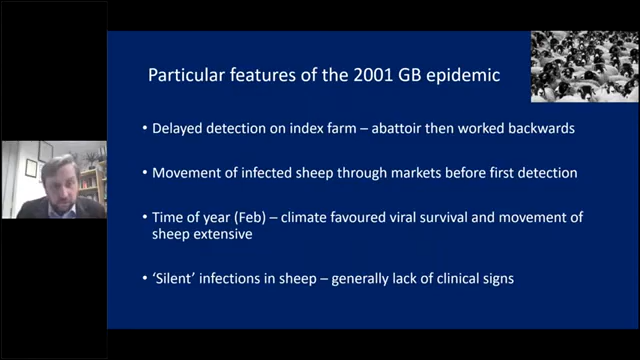 Particular features of the 2001 GB epidemic
• Delayed detection on index farm – abattoir then worked backwards
• Movement of infected sheep through markets before first detection
• Time of year (Feb) – climate favoured viral survival and movement of
sheep extensive
• ‘Silent’ infections in sheep – generally lack of clinical signs